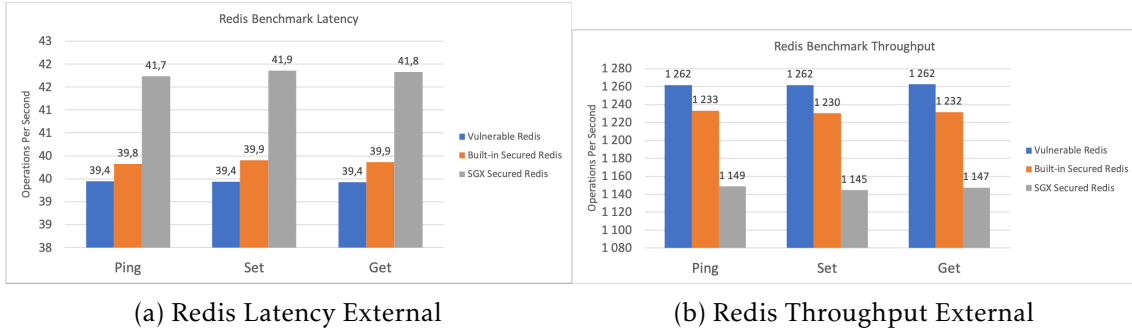 Redis Benchmark Latency
Operations Per Second
43
42
42
41
41
40
40
39
39
38
41,7
41,9
41,8
39,8
39,9
39,9
39,4
39,4
39,4
Ping
Set
Get
Vulnerable Redis
Built-in Secured Redis
SGX Secured Redis
(a) Redis Latency External
Redis Benchmark Throughput
Operations Per Second
1 280
1 260
1 240
1 220
1 200
1 180
1 160
1 140
1 120
1 100
1 080
1 262
1 262
1 262
1 233
1 230
1 232
1 149
1 145
1 147
Ping
Set
Get
Vulnerable Redis
Built-in Secured Redis
SGX Secured Redis
(b) Redis Throughput External